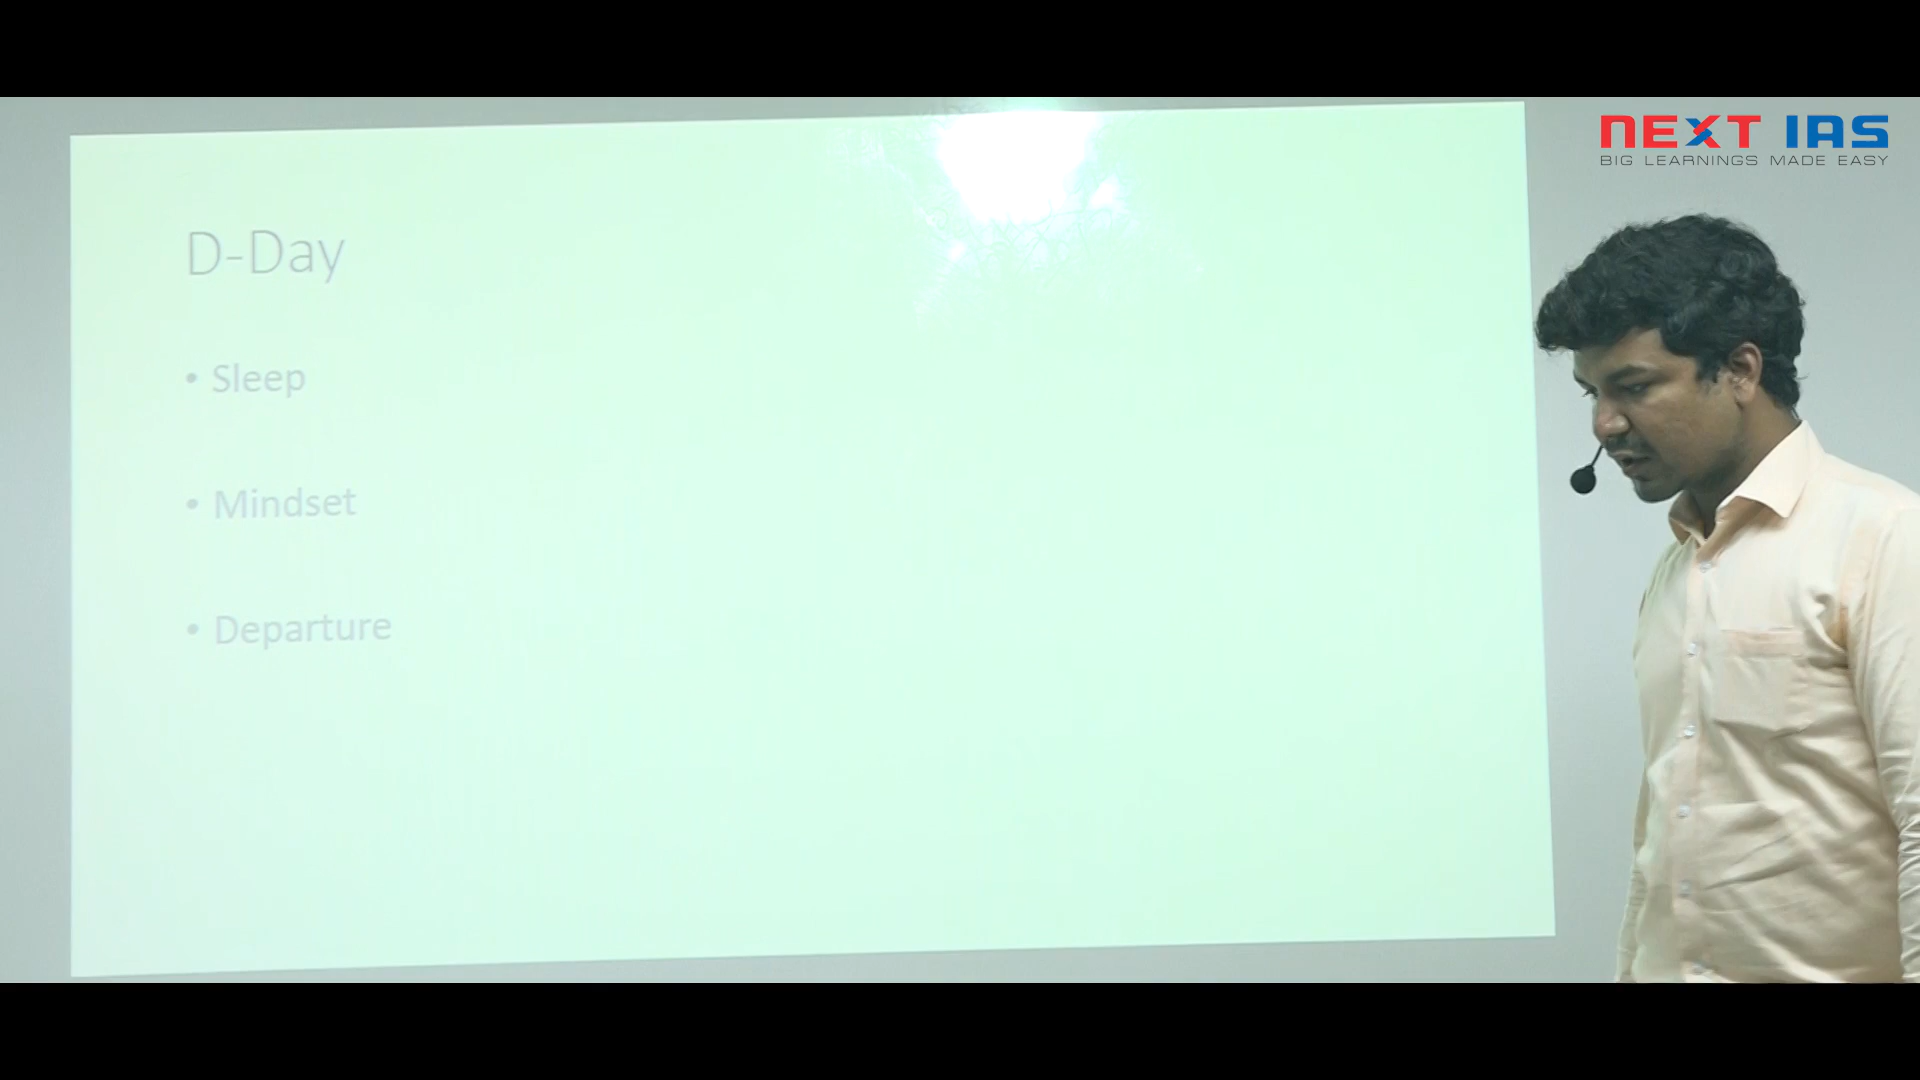 NEXT IAS
BIG LEARNINGS MADE EASY
D-Day
• Sleep
• Mindset
• Departure